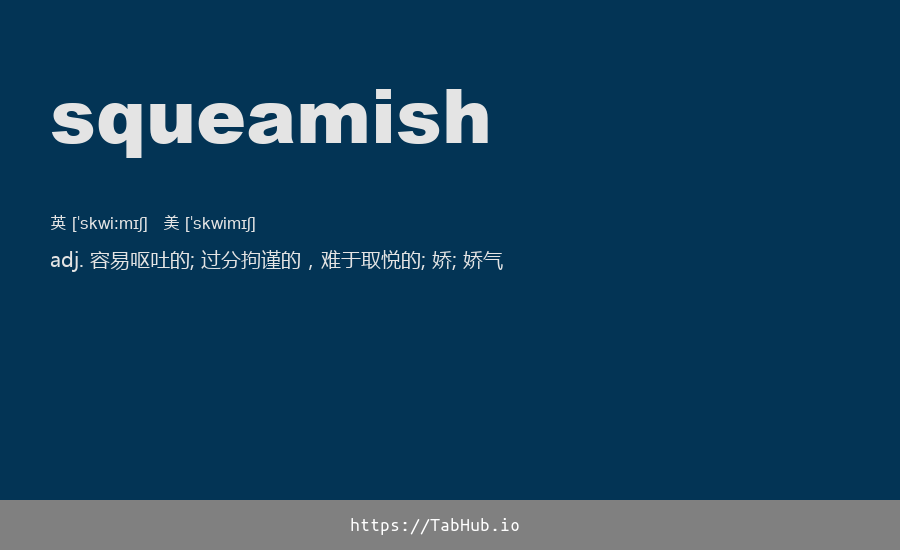 squeamish
英 [ˈskwi:mɪʃ] 美 [ˈskwimɪʃ]
adj. 容易呕吐的; 过分拘谨的，难于取悦的; 娇; 娇气
https://TabHub.io